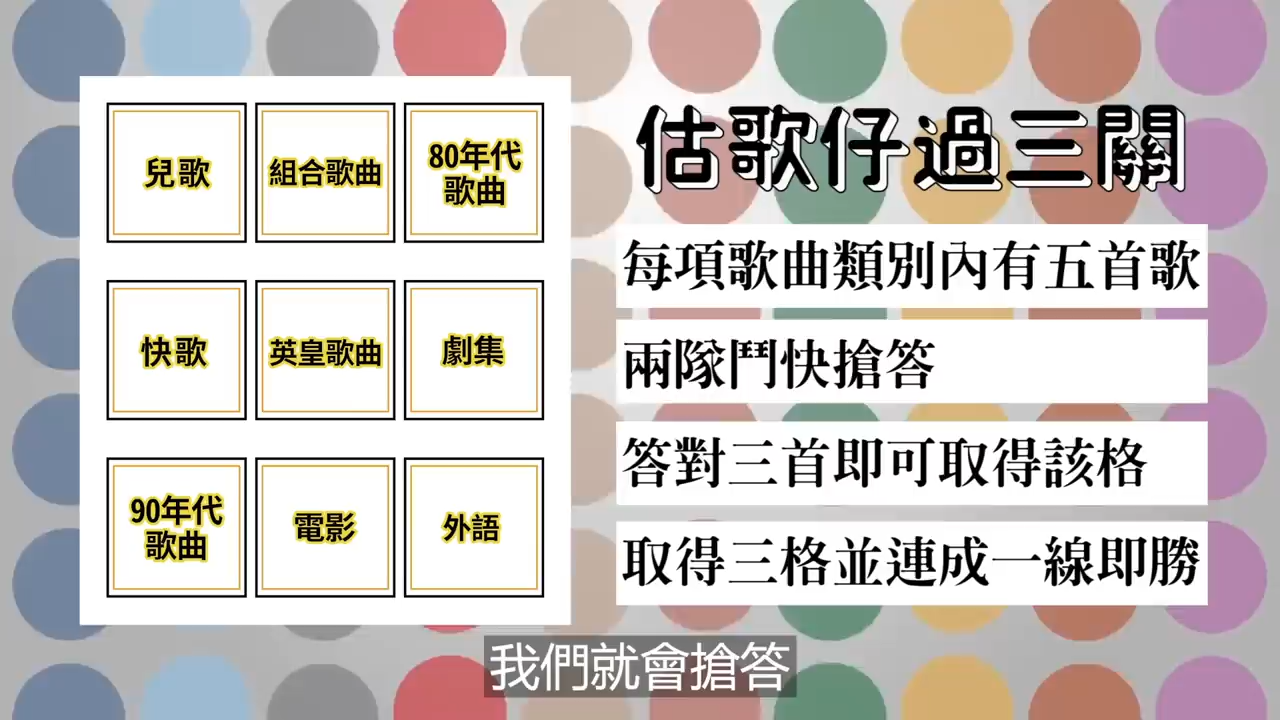 兒歌
組合歌曲
80年代
歌曲
快歌
英皇歌曲
劇集
90年代
歌曲
電影
外語
估歌仔過三關
每項歌曲類別內有五首歌
兩隊鬥快搶答
答對三首即可取得該格
取得三格並連成一線即勝
我們就會搶答